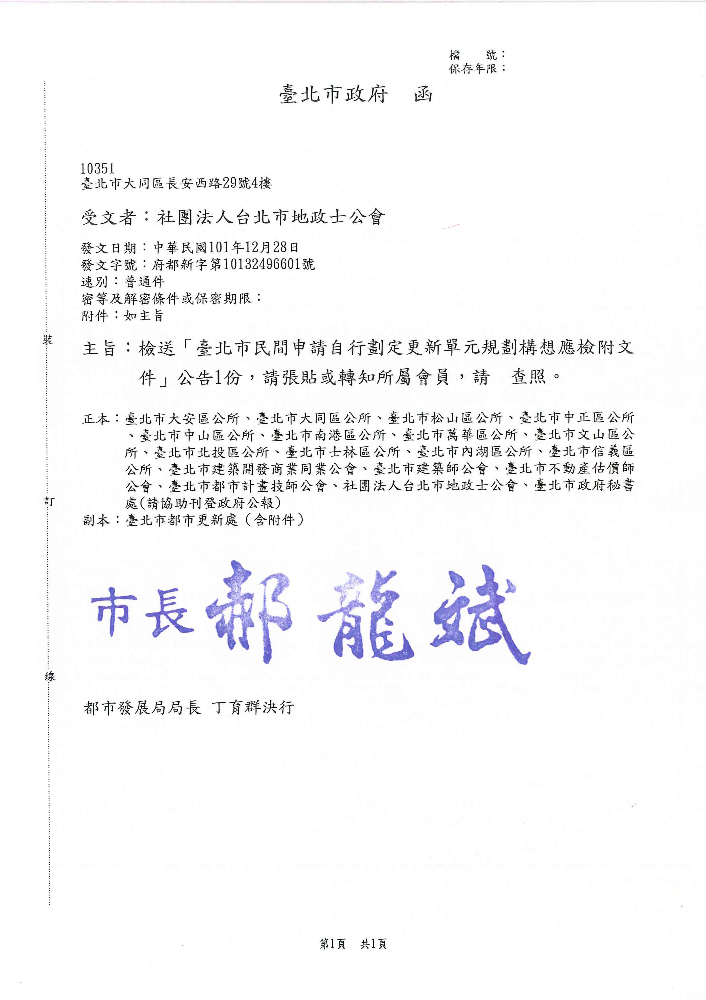 檔　　號：
保存年限：
臺北市政府　函
10351
臺北市大同區長安西路29號4樓
受文者：社團法人台北市地政士公會
發文日期：中華民國101年12月28日
發文字號：府都新字第10132496601號
速別：普通件
密等及解密條件或保密期限：
附件：如主旨
主旨：檢送「臺北市民間申請自行劃定更新單元規劃構想應檢附文
件」公告1份，請張貼或轉知所屬會員，請　查照。
正本：臺北市大安區公所、臺北市大同區公所、臺北市松山區公所、臺北市中正區公所
、臺北市中山區公所、臺北市南港區公所、臺北市萬華區公所、臺北市文山區公
所、臺北市北投區公所、臺北市士林區公所、臺北市內湖區公所、臺北市信義區
公所、臺北市建築開發商業同業公會、臺北市建築師公會、臺北市不動產估價師
公會、臺北市都市計畫技師公會、社團法人台北市地政士公會、臺北市政府秘書
處(請協助刊登政府公報)
副本：臺北市都市更新處（含附件）
市長郝龍斌
都市發展局局長 丁育群決行
裝
訂
線
第1頁　共1頁